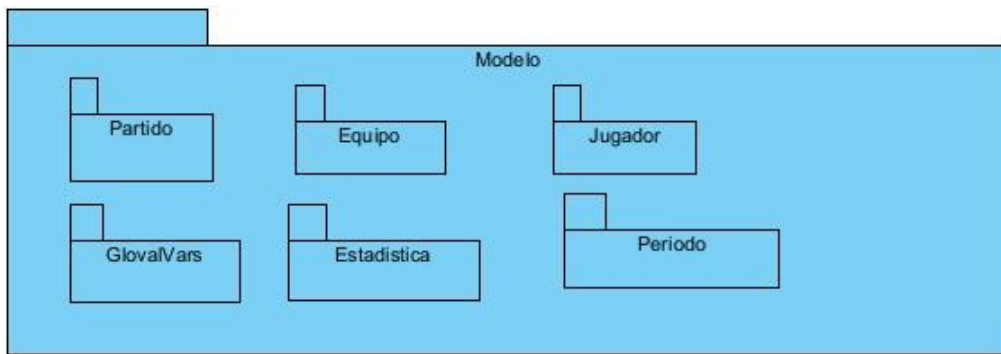 Modelo
Partido
Equipo
Jugador
GlovalVars
Estadistica
Periodo